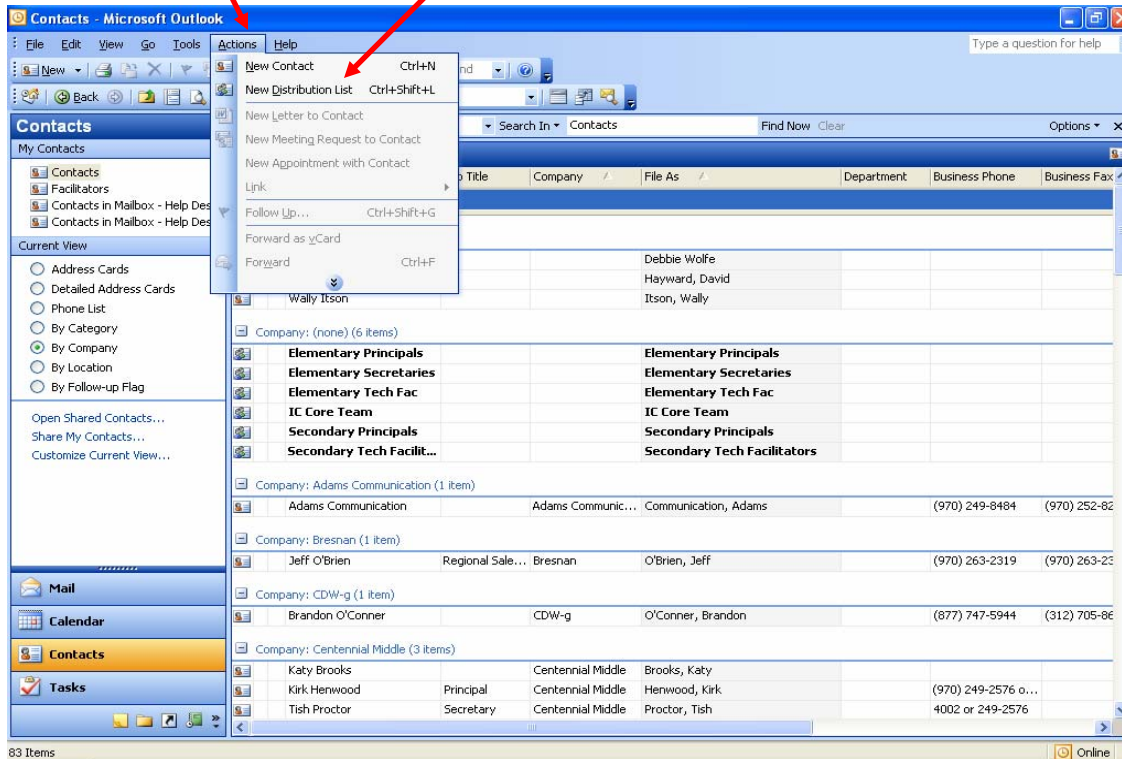 Contacts - Microsoft Outlook
File Edit View Go Tools Actions Help Type a question for help
New
Back
New Contact Ctrl+N
New Distribution List Ctrl+Shift+L
New Letter to Contact
New Meeting Request to Contact
New Appointment with Contact
Link
Follow Up... Ctrl+Shift+G
Forward as vCard
Forward Ctrl+F
Search In Contacts Find Now Clear Options
Contacts
My Contacts
Contacts
Facilitators
Contacts in Mailbox - Help Des
Contacts in Mailbox - Help Des
Current View
Address Cards
Detailed Address Cards
Phone List
By Category
By Company
By Location
By Follow-up Flag
Open Shared Contacts...
Share My Contacts...
Customize Current View...
Mail
Calendar
Contacts
Tasks
Title Company File As Department Business Phone Business Fax
Debbie Wolfe
Hayward, David
Wally Itson Itson, Wally
Company: (none) (6 items)
Elementary Principals Elementary Principals
Elementary Secretaries Elementary Secretaries
Elementary Tech Fac Elementary Tech Fac
IC Core Team IC Core Team
Secondary Principals Secondary Principals
Secondary Tech Facilit... Secondary Tech Facilitators
Company: Adams Communication (1 item)
Adams Communication Adams Communic... Communication, Adams (970) 249-8484 (970) 252-82
Company: Bresnan (1 item)
Jeff O'Brien Regional Sale... Bresnan O'Brien, Jeff (970) 263-2319 (970) 263-23
Company: CDW-g (1 item)
Brandon O'Conner CDW-g O'Conner, Brandon (877) 747-5944 (312) 705-86
Company: Centennial Middle (3 items)
Katy Brooks Centennial Middle Brooks, Katy
Kirk Henwood Principal Centennial Middle Henwood, Kirk (970) 249-2576 o...
Tish Proctor Secretary Centennial Middle Proctor, Tish 4002 or 249-2576
83 Items Online